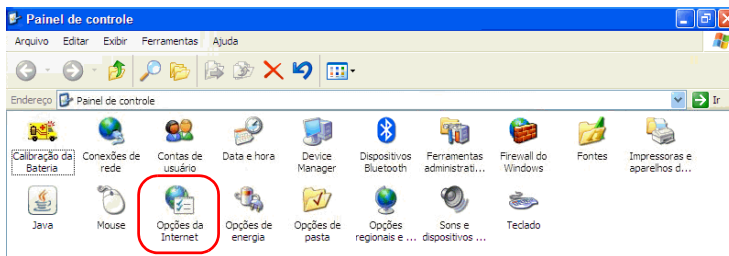 Painel de controle
Arquivo Editar Exibir Ferramentas Ajuda
Endereço Painel de controle Ir
Calibração da Bateria
Conexões de rede
Contas de usuário
Data e hora
Device Manager
Dispositivos Bluetooth
Ferramentas administrati...
Firewall do Windows
Fontes
Impressoras e aparelhos d...
Java
Mouse
Opções da Internet
Opções de energia
Opções de pasta
Opções regionais e ...
Sons e dispositivos ...
Teclado